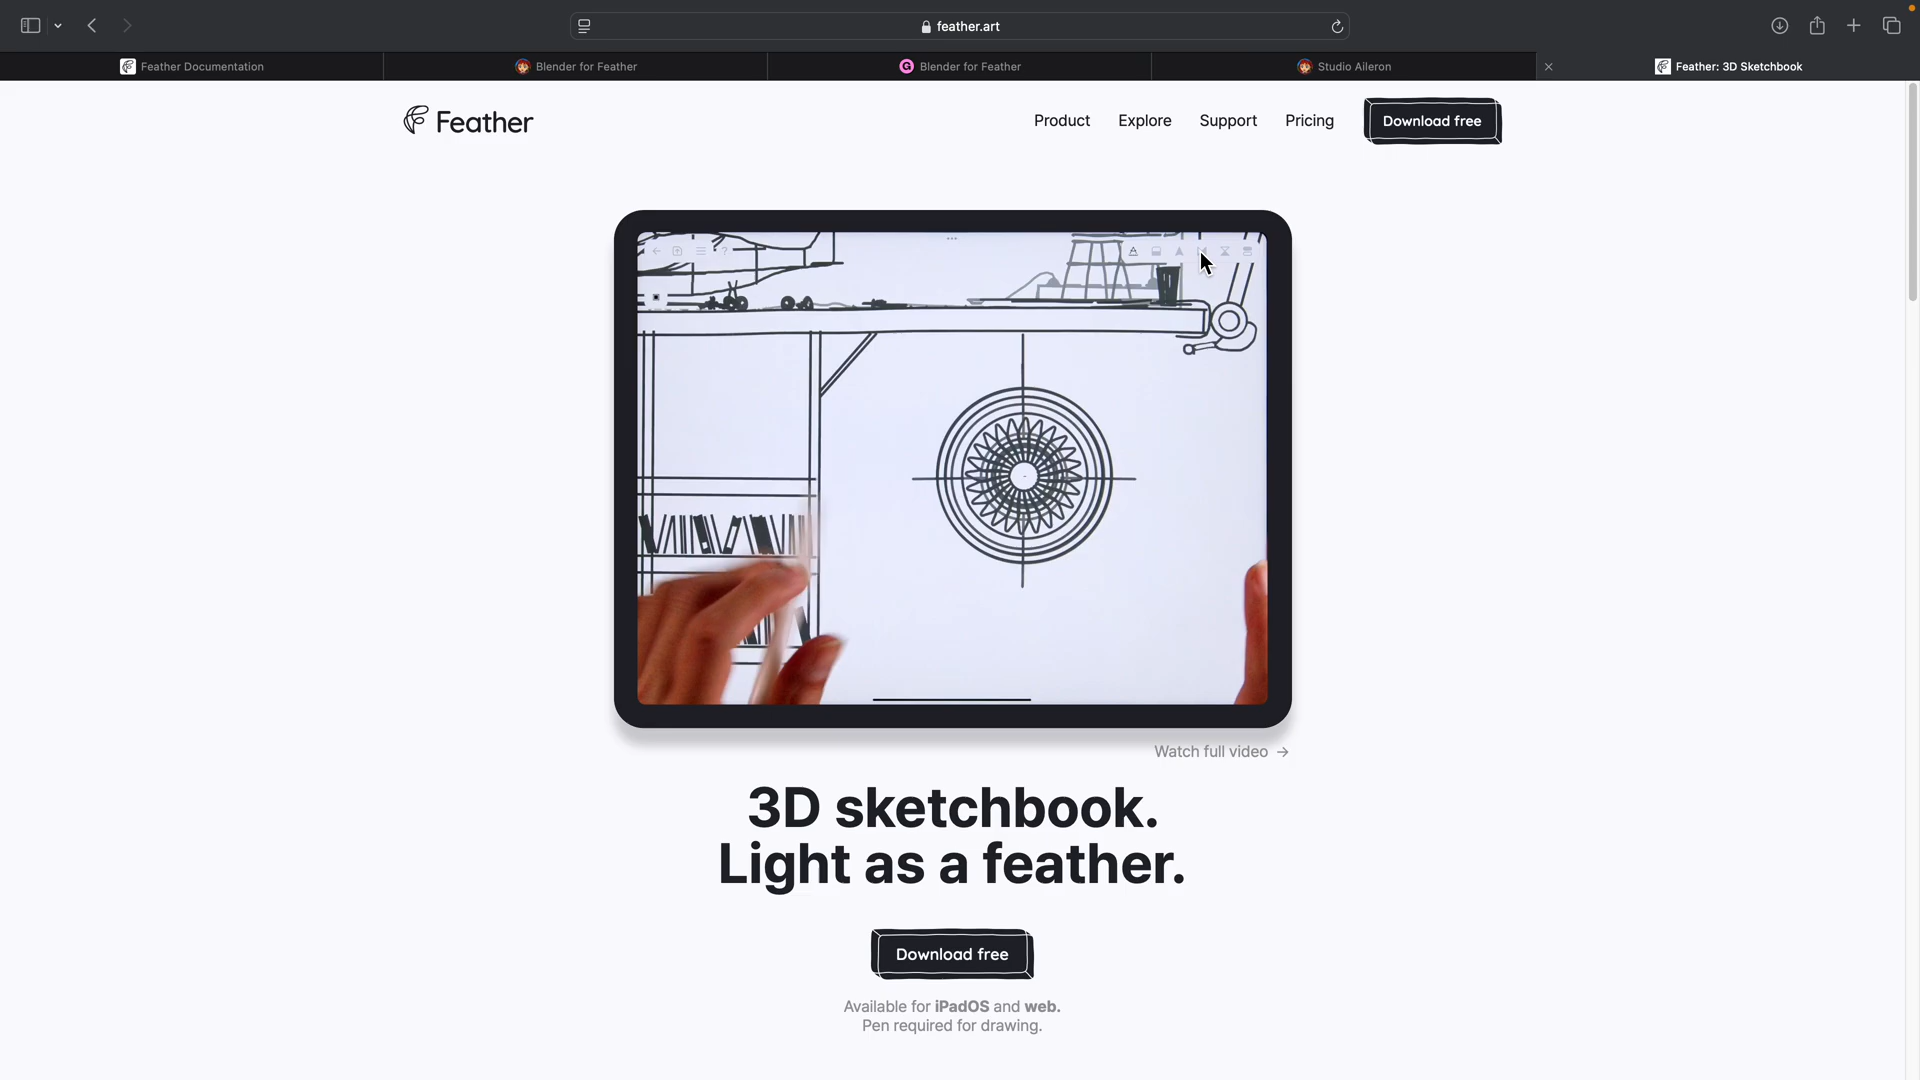 feather.art
Feather Documentation
Blender for Feather
Blender for Feather
Studio Aileron
Feather: 3D Sketchbook
Feather
Product
Explore
Support
Pricing
Download free
Watch full video →
3D sketchbook.
Light as a feather.
Download free
Available for iPadOS and web.
Pen required for drawing.